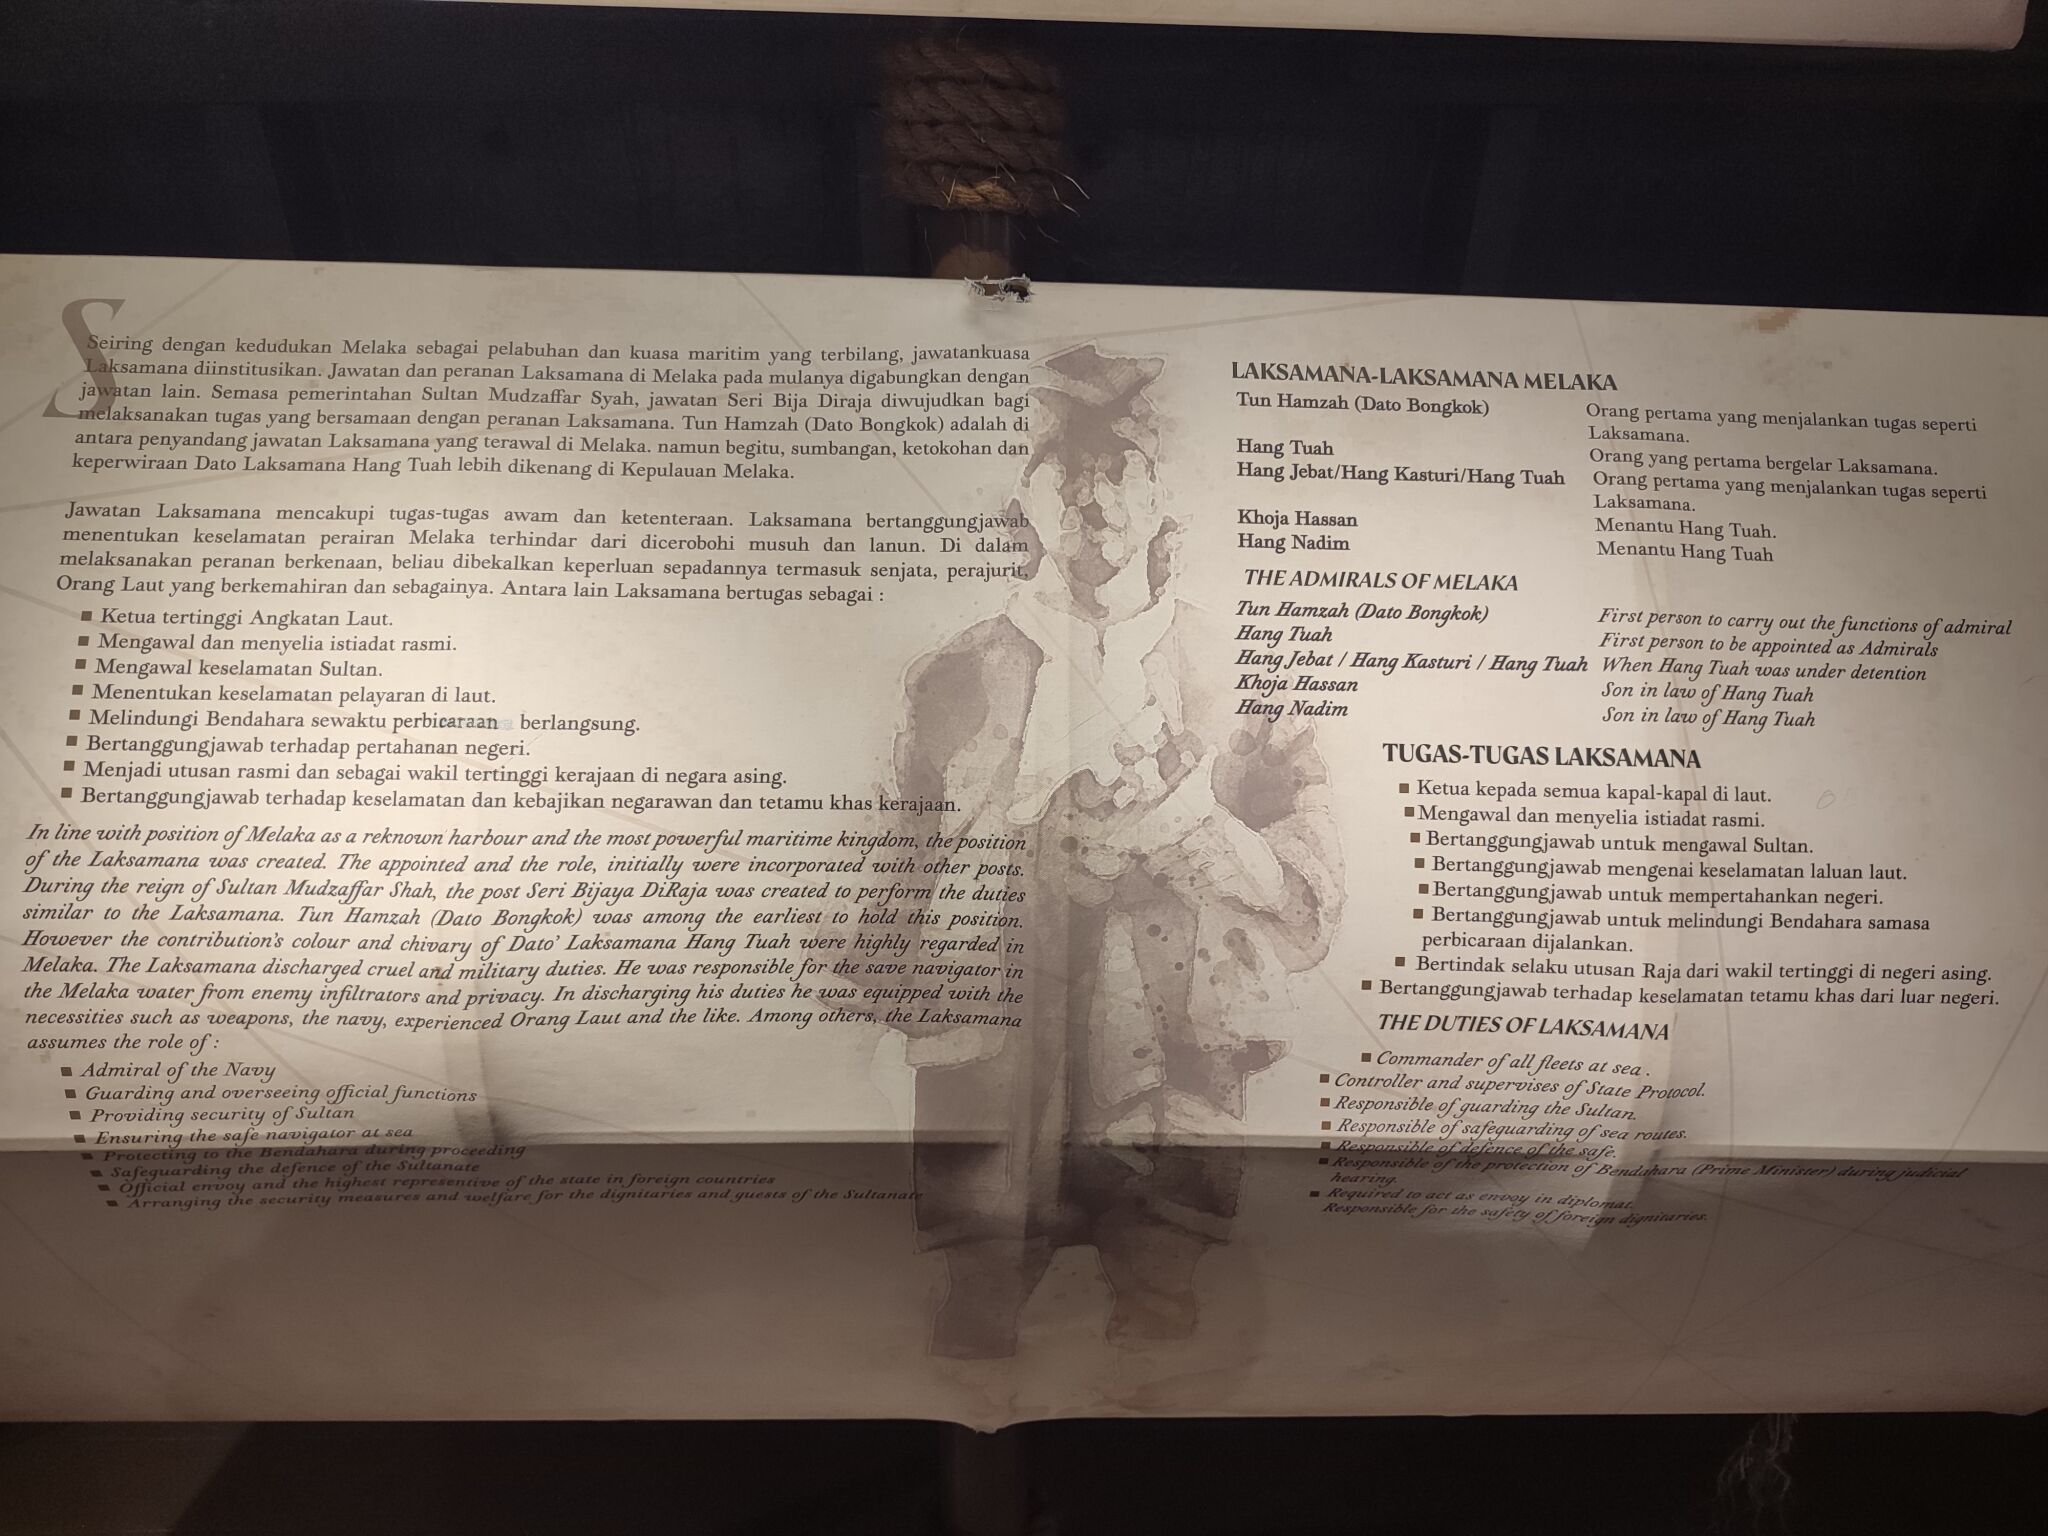 Seiring dengan kedudukan Melaka sebagai pelabuhan dan kuasa maritim yang terbilang, jawatankuasa
Laksamana diinstitusikan. Jawatan dan peranan Laksamana di Melaka pada mulanya digabungkan dengan
jawatan lain. Semasa pemerintahan Sultan Mudzaffar Syah, jawatan Seri Bija Diraja diwujudkan bagi
melaksanakan tugas yang bersamaan dengan peranan Laksamana. Tun Hamzah (Dato Bongkok) adalah di
antara penyandang jawatan Laksamana yang terawal di Melaka. namun begitu, sumbangan, ketokohan dan
keperwiraan Dato Laksamana Hang Tuah lebih dikenang di Kepulauan Melaka.
Jawatan Laksamana mencakupi tugas-tugas awam dan ketenteraan. Laksamana bertanggungjawab
menentukan keselamatan perairan Melaka terhindar dari dicerobohi musuh dan lanun. Di dalam
melaksanakan peranan berkenaan, beliau dibekalkan keperluan sepadannya termasuk senjata, perajurit,
Orang Laut yang berkemahiran dan sebagainya. Antara lain Laksamana bertugas sebagai :
■ Ketua tertinggi Angkatan Laut.
■ Mengawal dan menyelia istiadat rasmi.
■ Mengawal keselamatan Sultan.
■ Menentukan keselamatan pelayaran di laut.
■ Melindungi Bendahara sewaktu perbicaraan berlangsung.
■ Bertanggungjawab terhadap pertahanan negeri.
■ Menjadi utusan rasmi dan sebagai wakil tertinggi kerajaan di negara asing.
■ Bertanggungjawab terhadap keselamatan dan kebajikan negarawan dan tetamu khas kerajaan.
In line with position of Melaka as a reknown harbour and the most powerful maritime kingdom, the position
of the Laksamana was created. The appointed and the role, initially were incorporated with other posts.
During the reign of Sultan Mudzaffar Shah, the post Seri Bijaya DiRaja was created to perform the duties
similar to the Laksamana. Tun Hamzah (Dato Bongkok) was among the earliest to hold this position.
However the contribution's colour and chivary of Dato' Laksamana Hang Tuah were highly regarded in
Melaka. The Laksamana discharged cruel and military duties. He was responsible for the save navigator in
the Melaka water from enemy infiltrators and privacy. In discharging his duties he was equipped with the
necessities such as weapons, the navy, experienced Orang Laut and the like. Among others, the Laksamana
assumes the role of :
■ Admiral of the Navy
■ Guarding and overseeing official functions
■ Providing security of Sultan
■ Ensuring the safe navigator at sea
■ Protecting to the Bendahara during proceeding
■ Safeguarding the defence of the Sultanate
■ Official envoy and the highest representive of the state in foreign countries
■ Arranging the security measures and welfare for the dignitaries and guests of the Sultanate
LAKSAMANA-LAKSAMANA MELAKA
Tun Hamzah (Dato Bongkok) Orang pertama yang menjalankan tugas seperti
Laksamana.
Hang Tuah Orang yang pertama bergelar Laksamana.
Hang Jebat/Hang Kasturi/Hang Tuah Orang pertama yang menjalankan tugas seperti
Laksamana.
Khoja Hassan Menantu Hang Tuah.
Hang Nadim Menantu Hang Tuah
THE ADMIRALS OF MELAKA
Tun Hamzah (Dato Bongkok) First person to carry out the functions of admiral
Hang Tuah First person to be appointed as Admirals
Hang Jebat / Hang Kasturi / Hang Tuah When Hang Tuah was under detention
Khoja Hassan Son in law of Hang Tuah
Hang Nadim Son in law of Hang Tuah
TUGAS-TUGAS LAKSAMANA
■ Ketua kepada semua kapal-kapal di laut.
■ Mengawal dan menyelia istiadat rasmi.
■ Bertanggungjawab untuk mengawal Sultan.
■ Bertanggungjawab mengenai keselamatan laluan laut.
■ Bertanggungjawab untuk mempertahankan negeri.
■ Bertanggungjawab untuk melindungi Bendahara samasa
perbicaraan dijalankan.
■ Bertindak selaku utusan Raja dari wakil tertinggi di negeri asing.
■ Bertanggungjawab terhadap keselamatan tetamu khas dari luar negeri.
THE DUTIES OF LAKSAMANA
■ Commander of all fleets at sea .
■ Controller and supervises of State Protocol.
■ Responsible of guarding the Sultan.
■ Responsible of safeguarding of sea routes.
■ Responsible of defence of the safe.
■ Responsible of the protection of Bendahara (Prime Minister) during judicial
hearing.
■ Required to act as envoy in diplomat.
Responsible for the safety of foreign dignitaries.